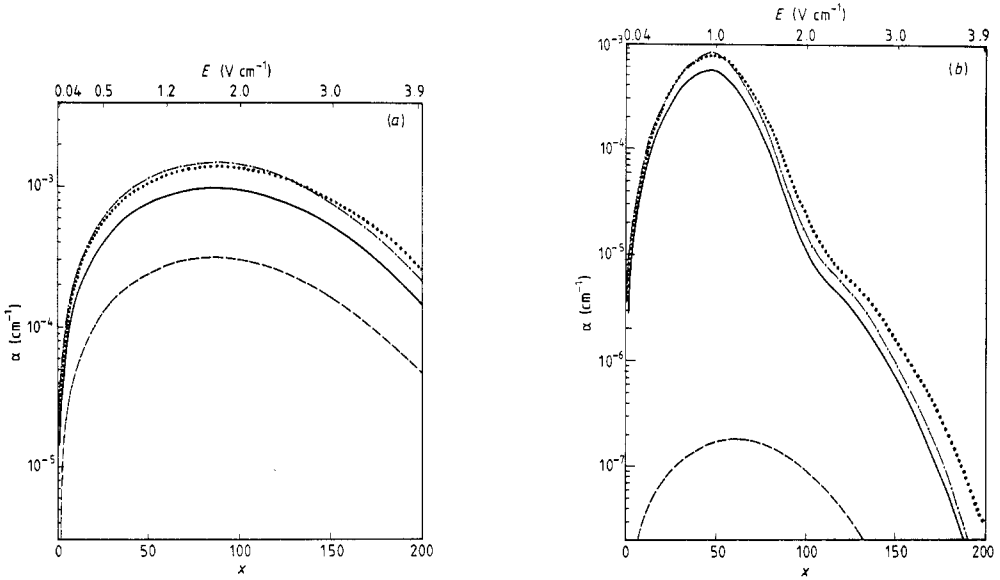 E (V cm⁻¹)
0.04 0.5 1.2 2.0 3.0 3.9
(a)
10⁻³
10⁻⁴
10⁻⁵
α (cm⁻¹)
0 50 100 150 200
x
E (V cm⁻¹)
0.04 1.0 2.0 3.0 3.9
(b)
10⁻³
10⁻⁴
10⁻⁵
10⁻⁶
10⁻⁷
α (cm⁻¹)
0 50 100 150 200
x